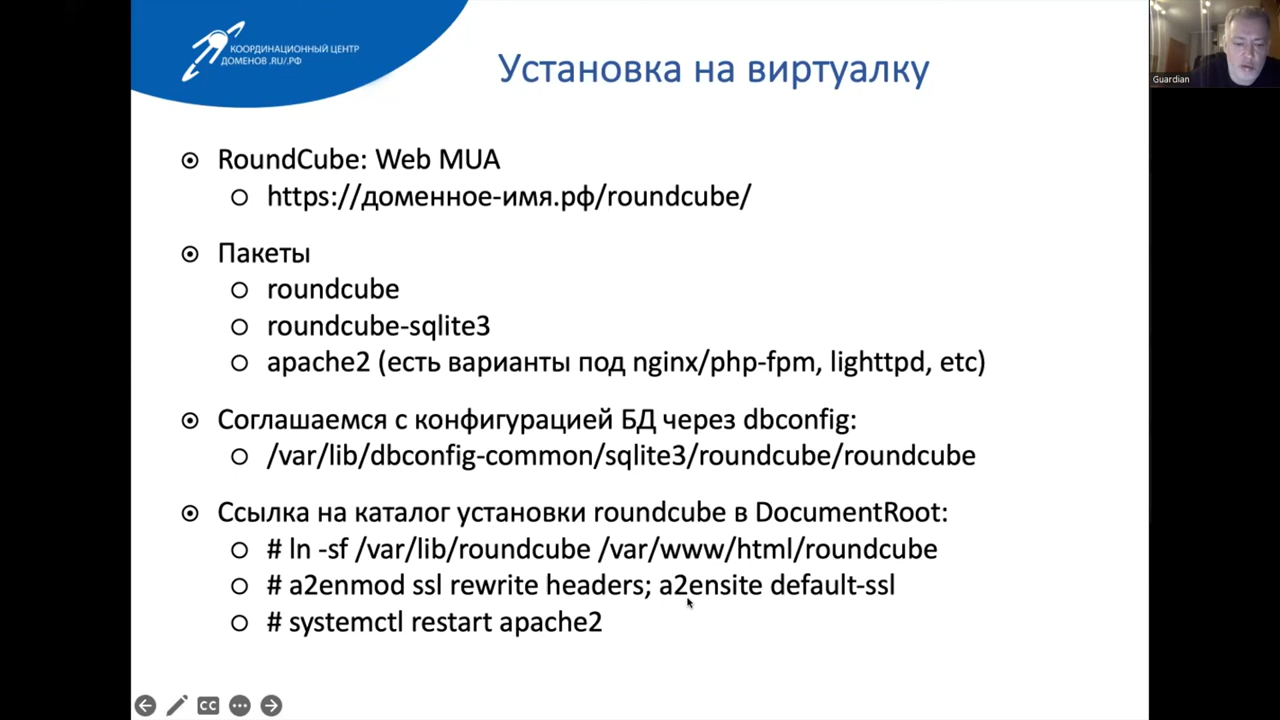 КООРДИНАЦИОННЫЙ ЦЕНТР
ДОМЕНОВ .RU/.РФ
Установка на виртуалку
Guardian
RoundCube: Web MUA
https://доменное-имя.рф/roundcube/
Пакеты
roundcube
roundcube-sqlite3
apache2 (есть варианты под nginx/php-fpm, lighttpd, etc)
Соглашаемся с конфигурацией БД через dbconfig:
/var/lib/dbconfig-common/sqlite3/roundcube/roundcube
Ссылка на каталог установки roundcube в DocumentRoot:
# ln -sf /var/lib/roundcube /var/www/html/roundcube
# a2enmod ssl rewrite headers; a2ensite default-ssl
# systemctl restart apache2
CC